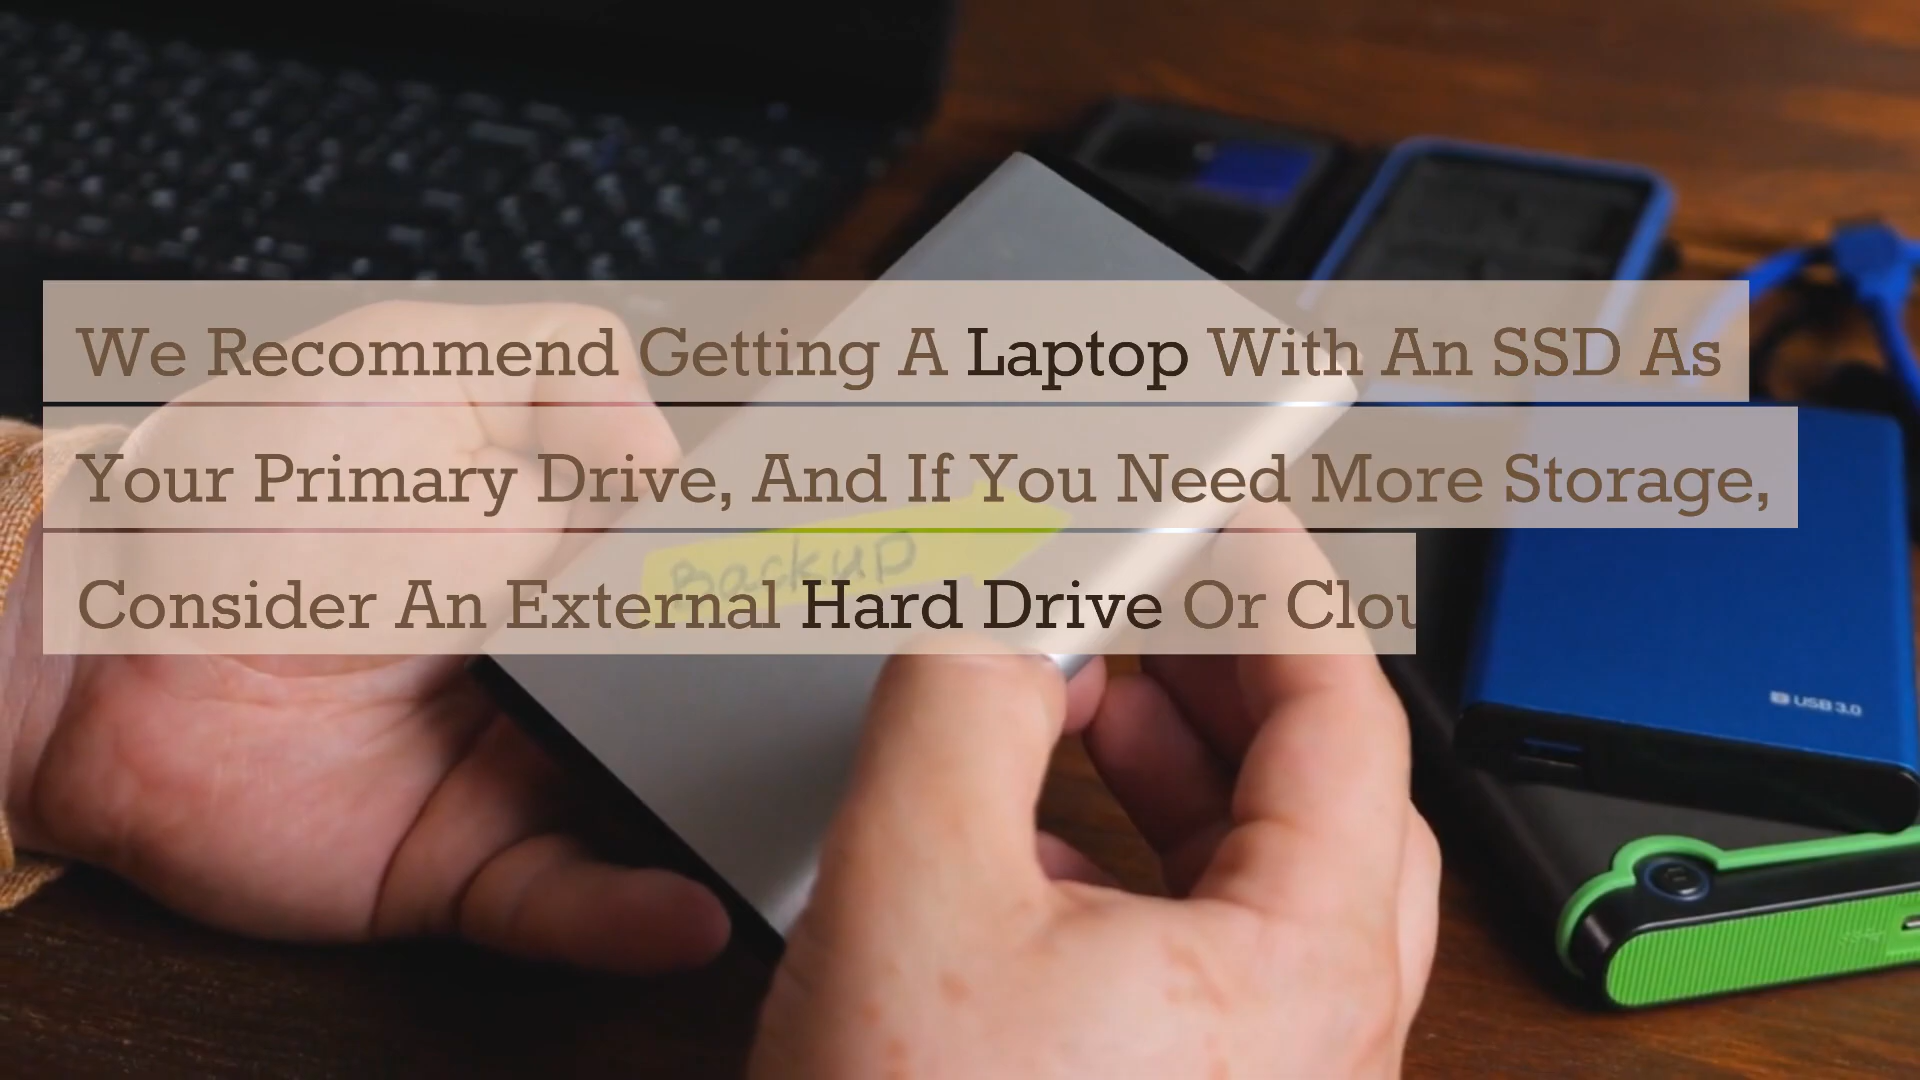 We Recommend Getting A Laptop With An SSD As
Your Primary Drive, And If You Need More Storage,
Backup
Consider An External Hard Drive Or Clou
USB 3.0